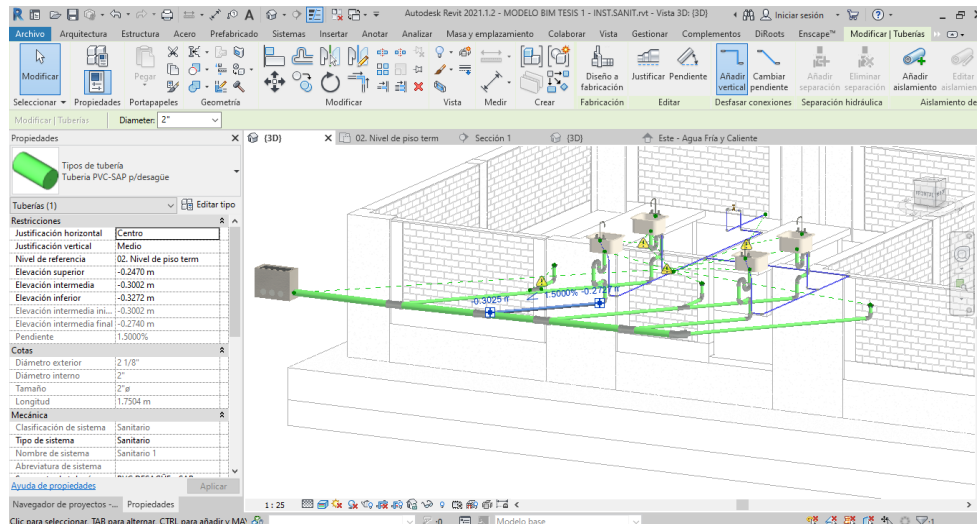 Autodesk Revit 2021.1.2 - MODELO BIM TESIS 1 - INST.SANIT.rvt - Vista 3D: {3D}
Iniciar sesión
Archivo Arquitectura Estructura Acero Prefabricado Sistemas Insertar Anotar Analizar Masa y emplazamiento Colaborar Vista Gestionar Complementos DiRoots Enscape™ Modificar | Tuberías
Modificar Pegar Diseño a fabricación Justificar Pendiente Añadir vertical Cambiar pendiente Añadir separación Eliminar separación Añadir aislamiento Editar
Seleccionar Propiedades Portapapeles Geometría Modificar Vista Medir Crear Fabricación Editar Desfasar conexiones Separación hidráulica Aislamiento de
Modificar | Tuberías Diameter: 2"
Propiedades {3D} 02. Nivel de piso term Sección 1 {3D} Este - Agua Fría y Caliente
Tipos de tubería
Tuberia PVC-SAP p/desagüe
Tuberías (1) Editar tipo
Restricciones
Justificación horizontal Centro
Justificación vertical Medio
Nivel de referencia 02. Nivel de piso term
Elevación superior -0.2470 m
Elevación intermedia -0.3002 m
Elevación inferior -0.3272 m
Elevación intermedia ini... -0.3002 m
Elevación intermedia final -0.2740 m
Pendiente 1.5000%
Cotas
Diámetro exterior 2 1/8"
Diámetro interno 2"
Tamaño 2"ø
Longitud 1.7504 m
Mecánica
Clasificación de sistema Sanitario
Tipo de sistema Sanitario
Nombre de sistema Sanitario 1
Abreviatura de sistema
Ayuda de propiedades Aplicar
Navegador de proyectos -... Propiedades
-0.3025 m 1.5000%
1 : 25
Clic para seleccionar, TAB para alternar, CTRL para añadir y MA :0 Modelo base :1